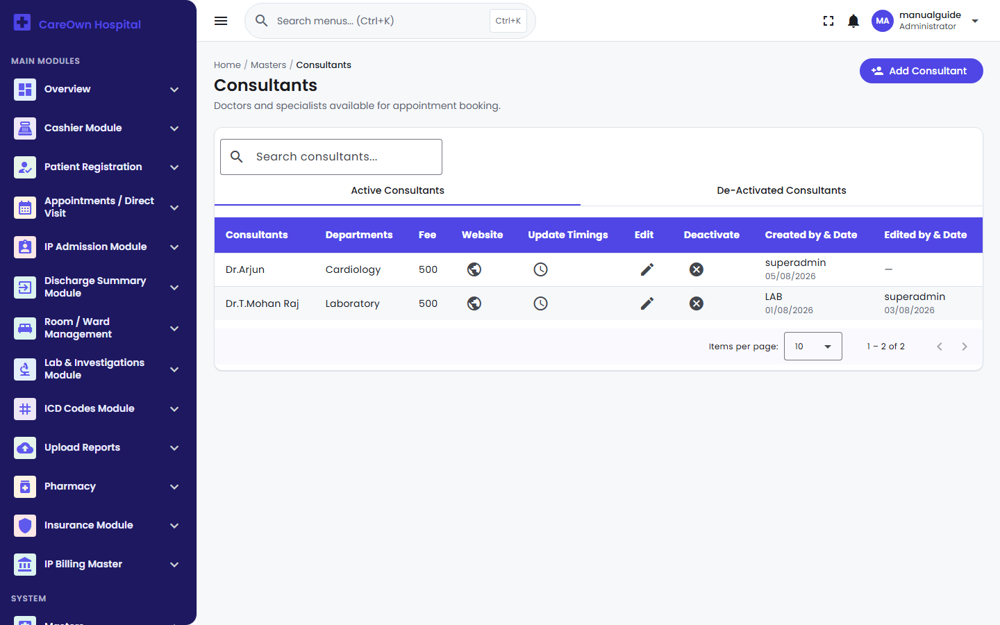 CareOwn Hospital
MAIN MODULES
Overview
Cashier Module
Patient Registration
Appointments / Direct
Visit
IP Admission Module
Discharge Summary
Module
Room / Ward
Management
Lab & Investigations
Module
ICD Codes Module
Upload Reports
Pharmacy
Insurance Module
IP Billing Master
SYSTEM
Masters
Search menus... (Ctrl+K)
Ctrl+K
MA
manualguide
Administrator
Home / Masters / Consultants
Consultants
Doctors and specialists available for appointment booking.
Add Consultant
Search consultants...
Active Consultants
De-Activated Consultants
Consultants Departments Fee Website Update Timings Edit Deactivate Created by & Date Edited by & Date
Dr.Arjun Cardiology 500 superadmin —
05/08/2026
Dr.T.Mohan Raj Laboratory 500 LAB superadmin
01/08/2026 03/08/2026
Items per page: 10 1 – 2 of 2